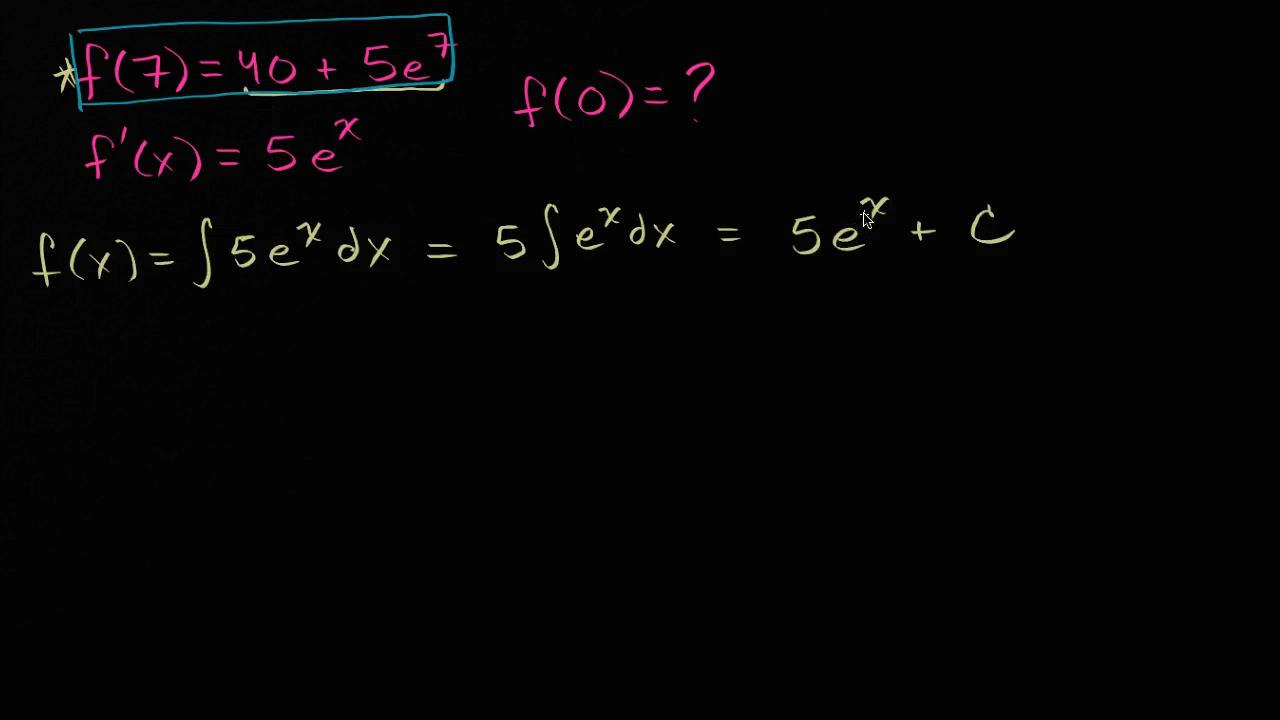 * f(7) = 40 + 5e^7
f(0) = ?
f'(x) = 5e^x
f(x) = ∫ 5e^x dx = 5 ∫ e^x dx = 5e^x + C